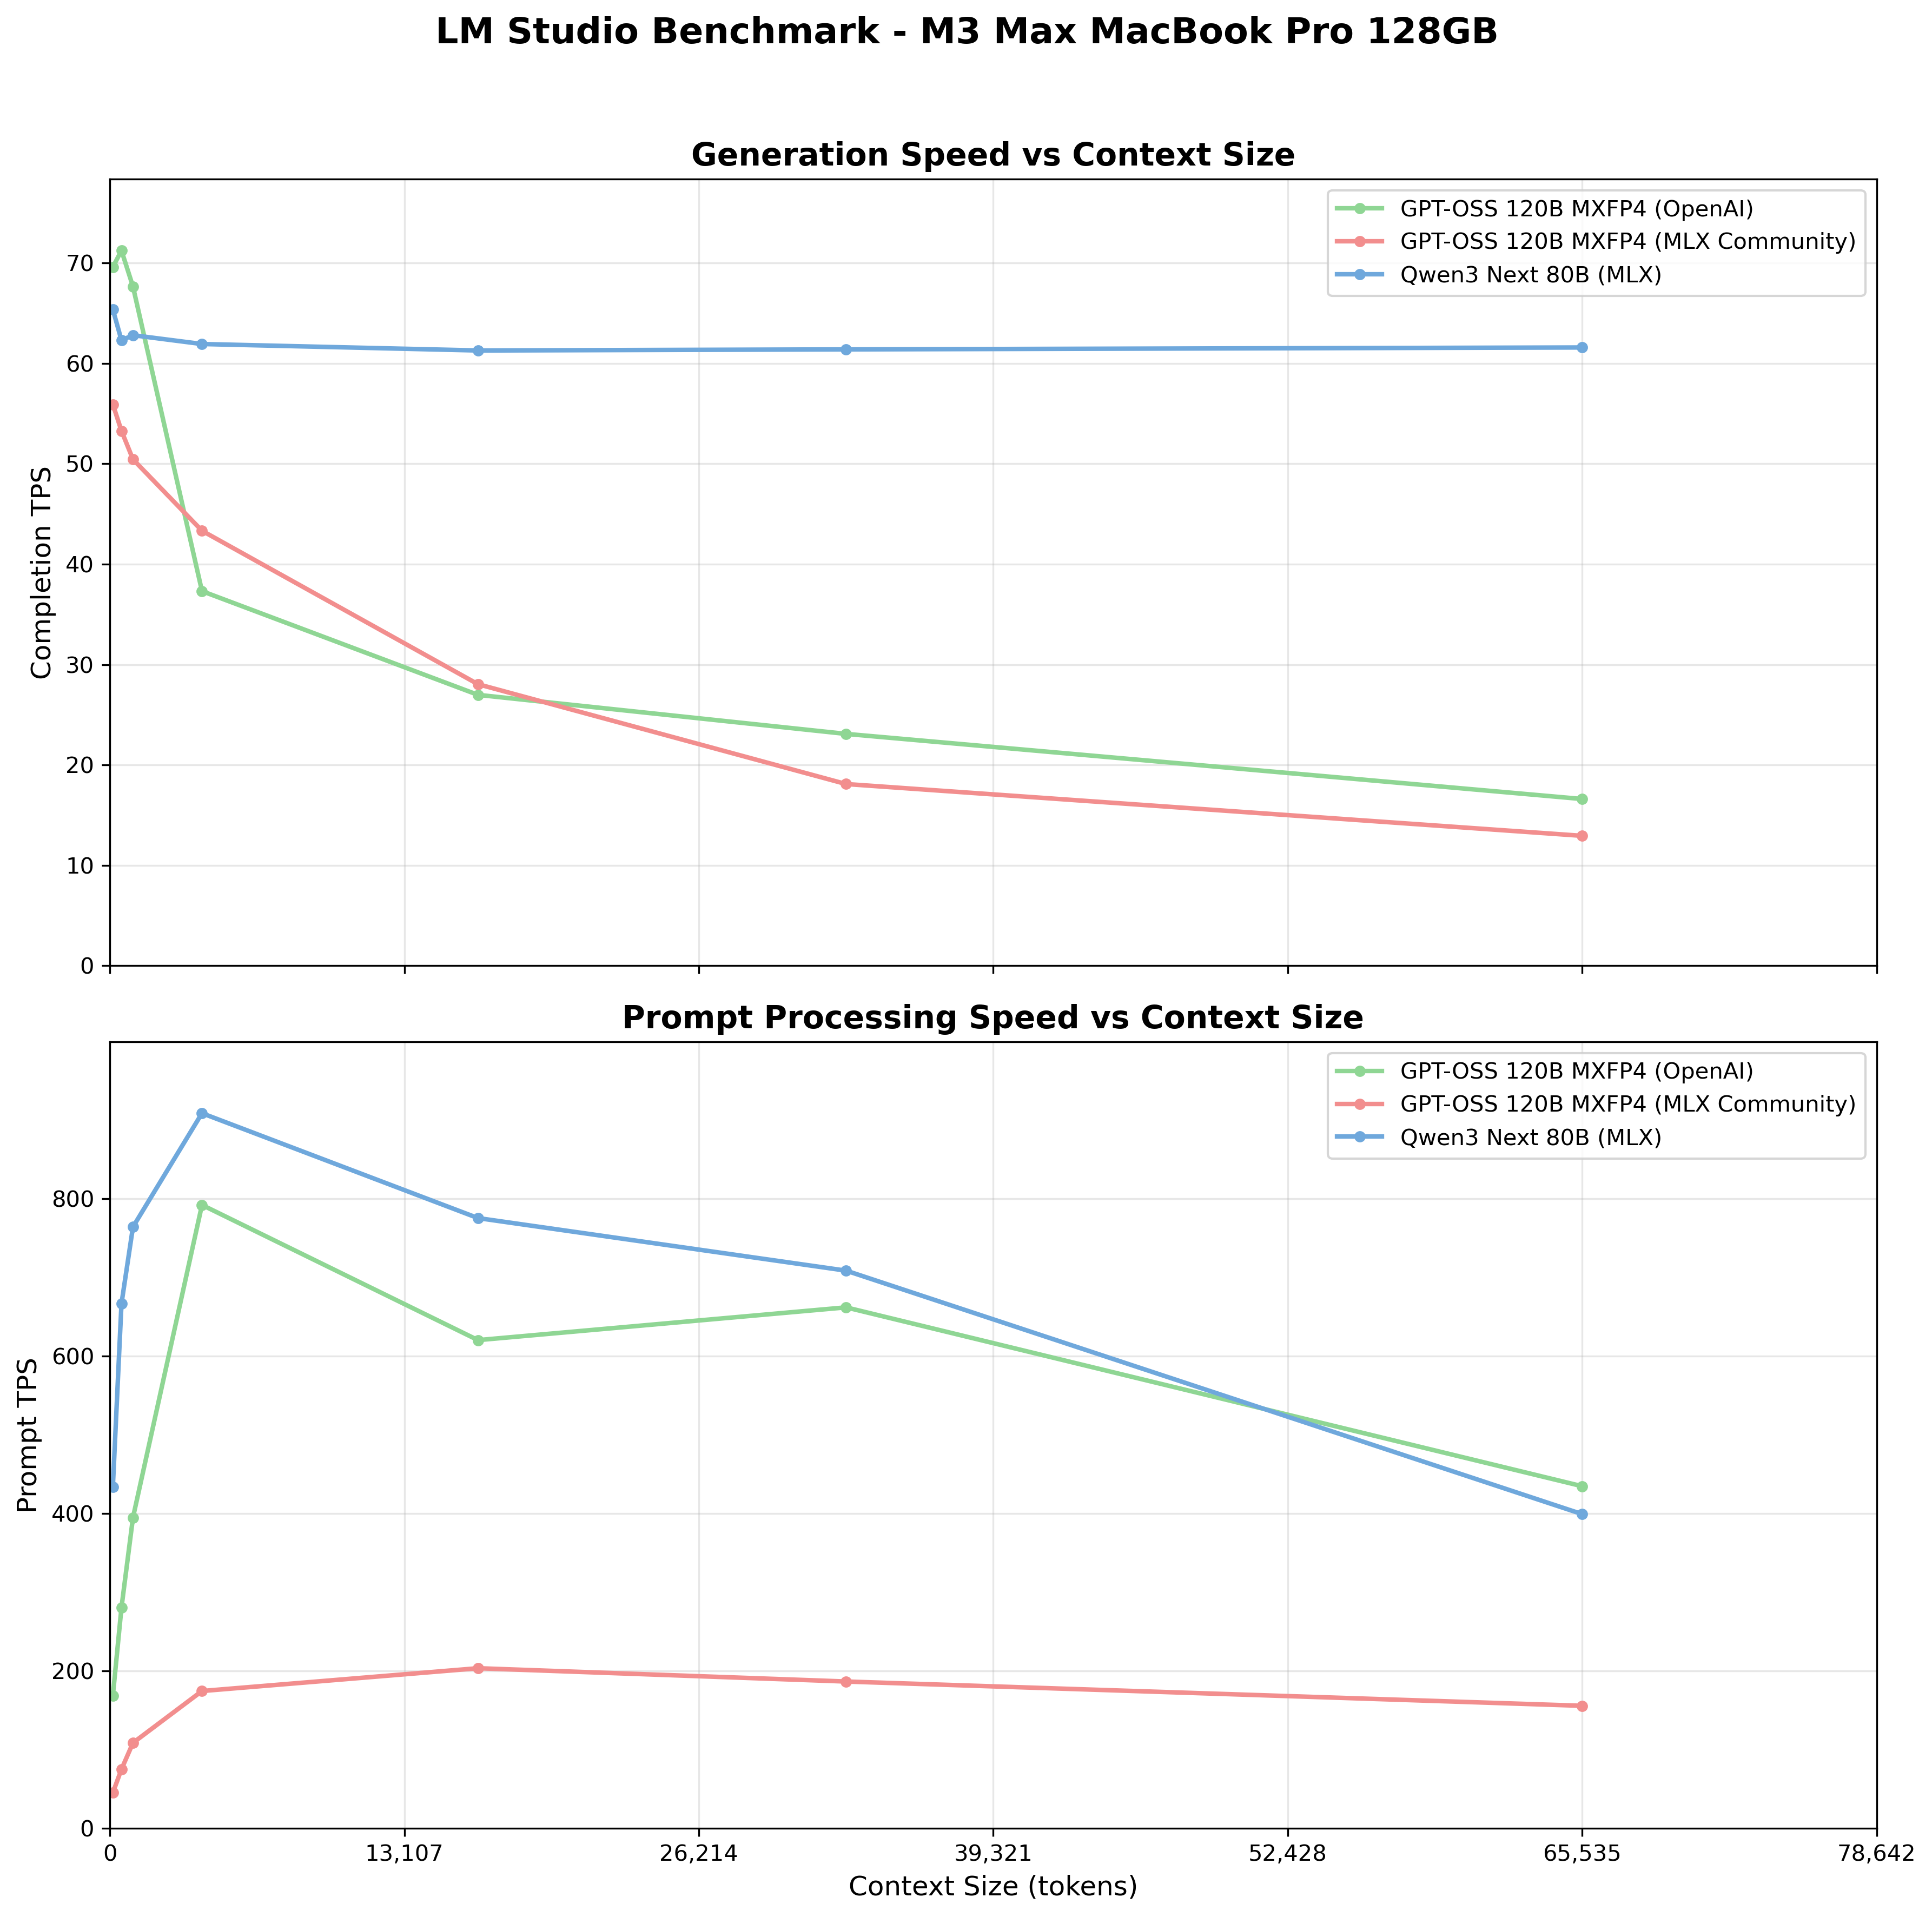 LM Studio Benchmark - M3 Max MacBook Pro 128GB
Generation Speed vs Context Size
GPT-OSS 120B MXFP4 (OpenAI)
GPT-OSS 120B MXFP4 (MLX Community)
Qwen3 Next 80B (MLX)
Completion TPS
70
60
50
40
30
20
10
0
Prompt Processing Speed vs Context Size
GPT-OSS 120B MXFP4 (OpenAI)
GPT-OSS 120B MXFP4 (MLX Community)
Qwen3 Next 80B (MLX)
Prompt TPS
800
600
400
200
0
0 13,107 26,214 39,321 52,428 65,535 78,642
Context Size (tokens)